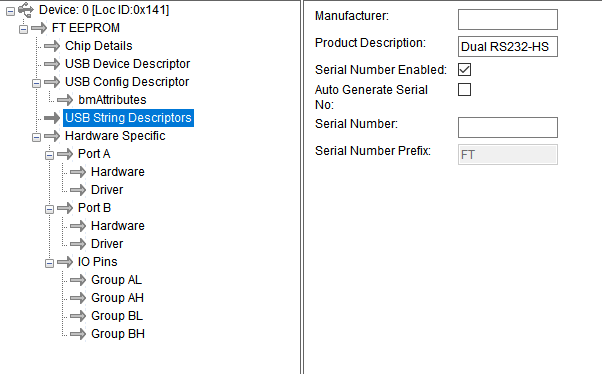 Device: 0 [Loc ID:0x141]
FT EEPROM
Chip Details
USB Device Descriptor
USB Config Descriptor
bmAttributes
USB String Descriptors
Hardware Specific
Port A
Hardware
Driver
Port B
Hardware
Driver
IO Pins
Group AL
Group AH
Group BL
Group BH
Manufacturer:
Product Description: Dual RS232-HS
Serial Number Enabled:
Auto Generate Serial
No:
Serial Number:
Serial Number Prefix: FT